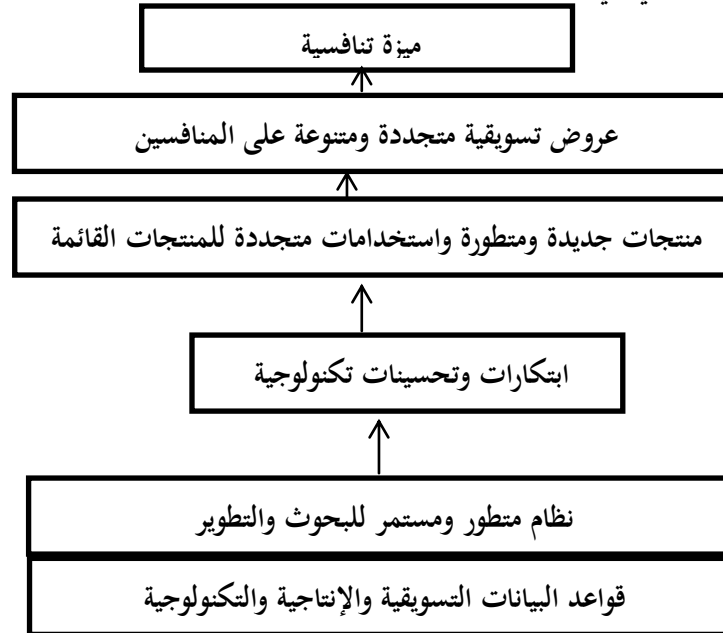 ميزة تنافسية
عروض تسويقية متجددة ومتنوعة على المنافسين
منتجات جديدة ومتطورة واستخدامات متجددة للمنتجات القائمة
ابتكارات وتحسينات تكنولوجية
نظام متطور ومستمر للبحوث والتطوير
قواعد البيانات التسويقية والإنتاجية والتكنولوجية